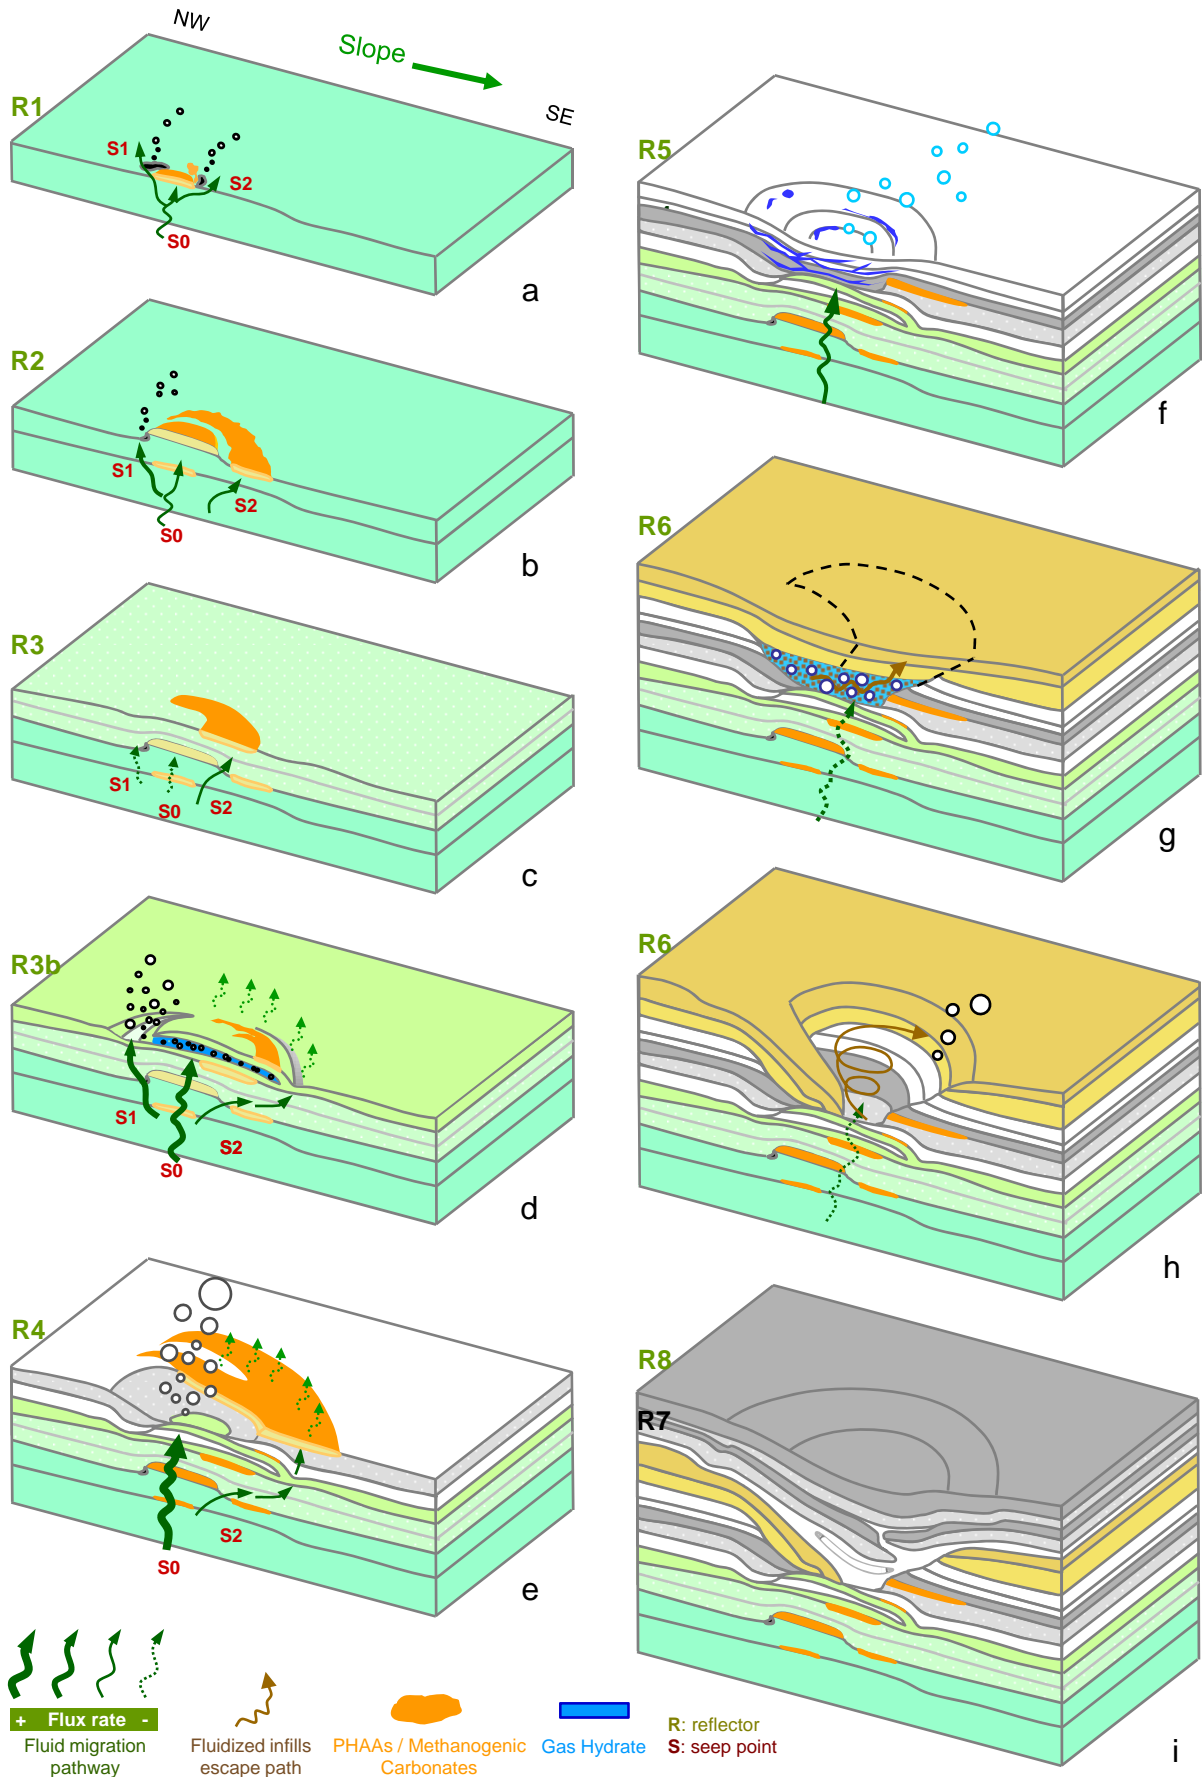 NW
Slope
SE
R1
S1
S2
S0
a
R2
S1
S2
S0
b
R3
S1
S0
S2
c
R3b
S1
S2
S0
d
R4
S2
S0
e
R5
f
R6
g
R6
h
R8
R7
i
+ Flux rate -
Fluid migration
pathway
Fluidized infills
escape path
PHAAs / Methanogenic
Carbonates
Gas Hydrate
R: reflector
S: seep point